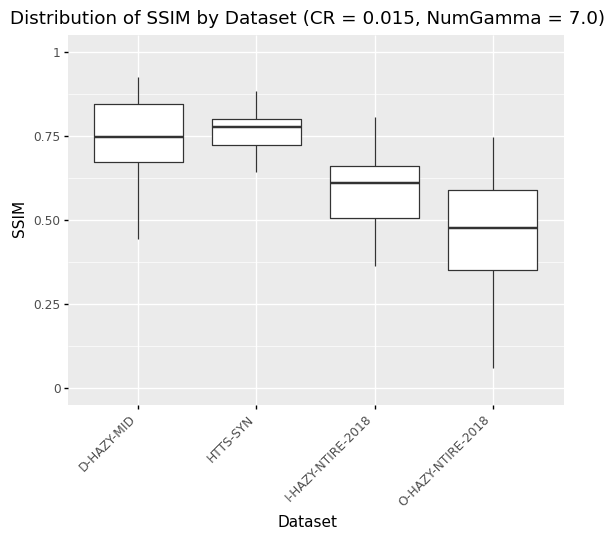 Distribution of SSIM by Dataset (CR = 0.015, NumGamma = 7.0)
1
0.75
0.50
0.25
0
SSIM
D-HAZY-MID
HTTS-SYN
I-HAZY-NTIRE-2018
O-HAZY-NTIRE-2018
Dataset